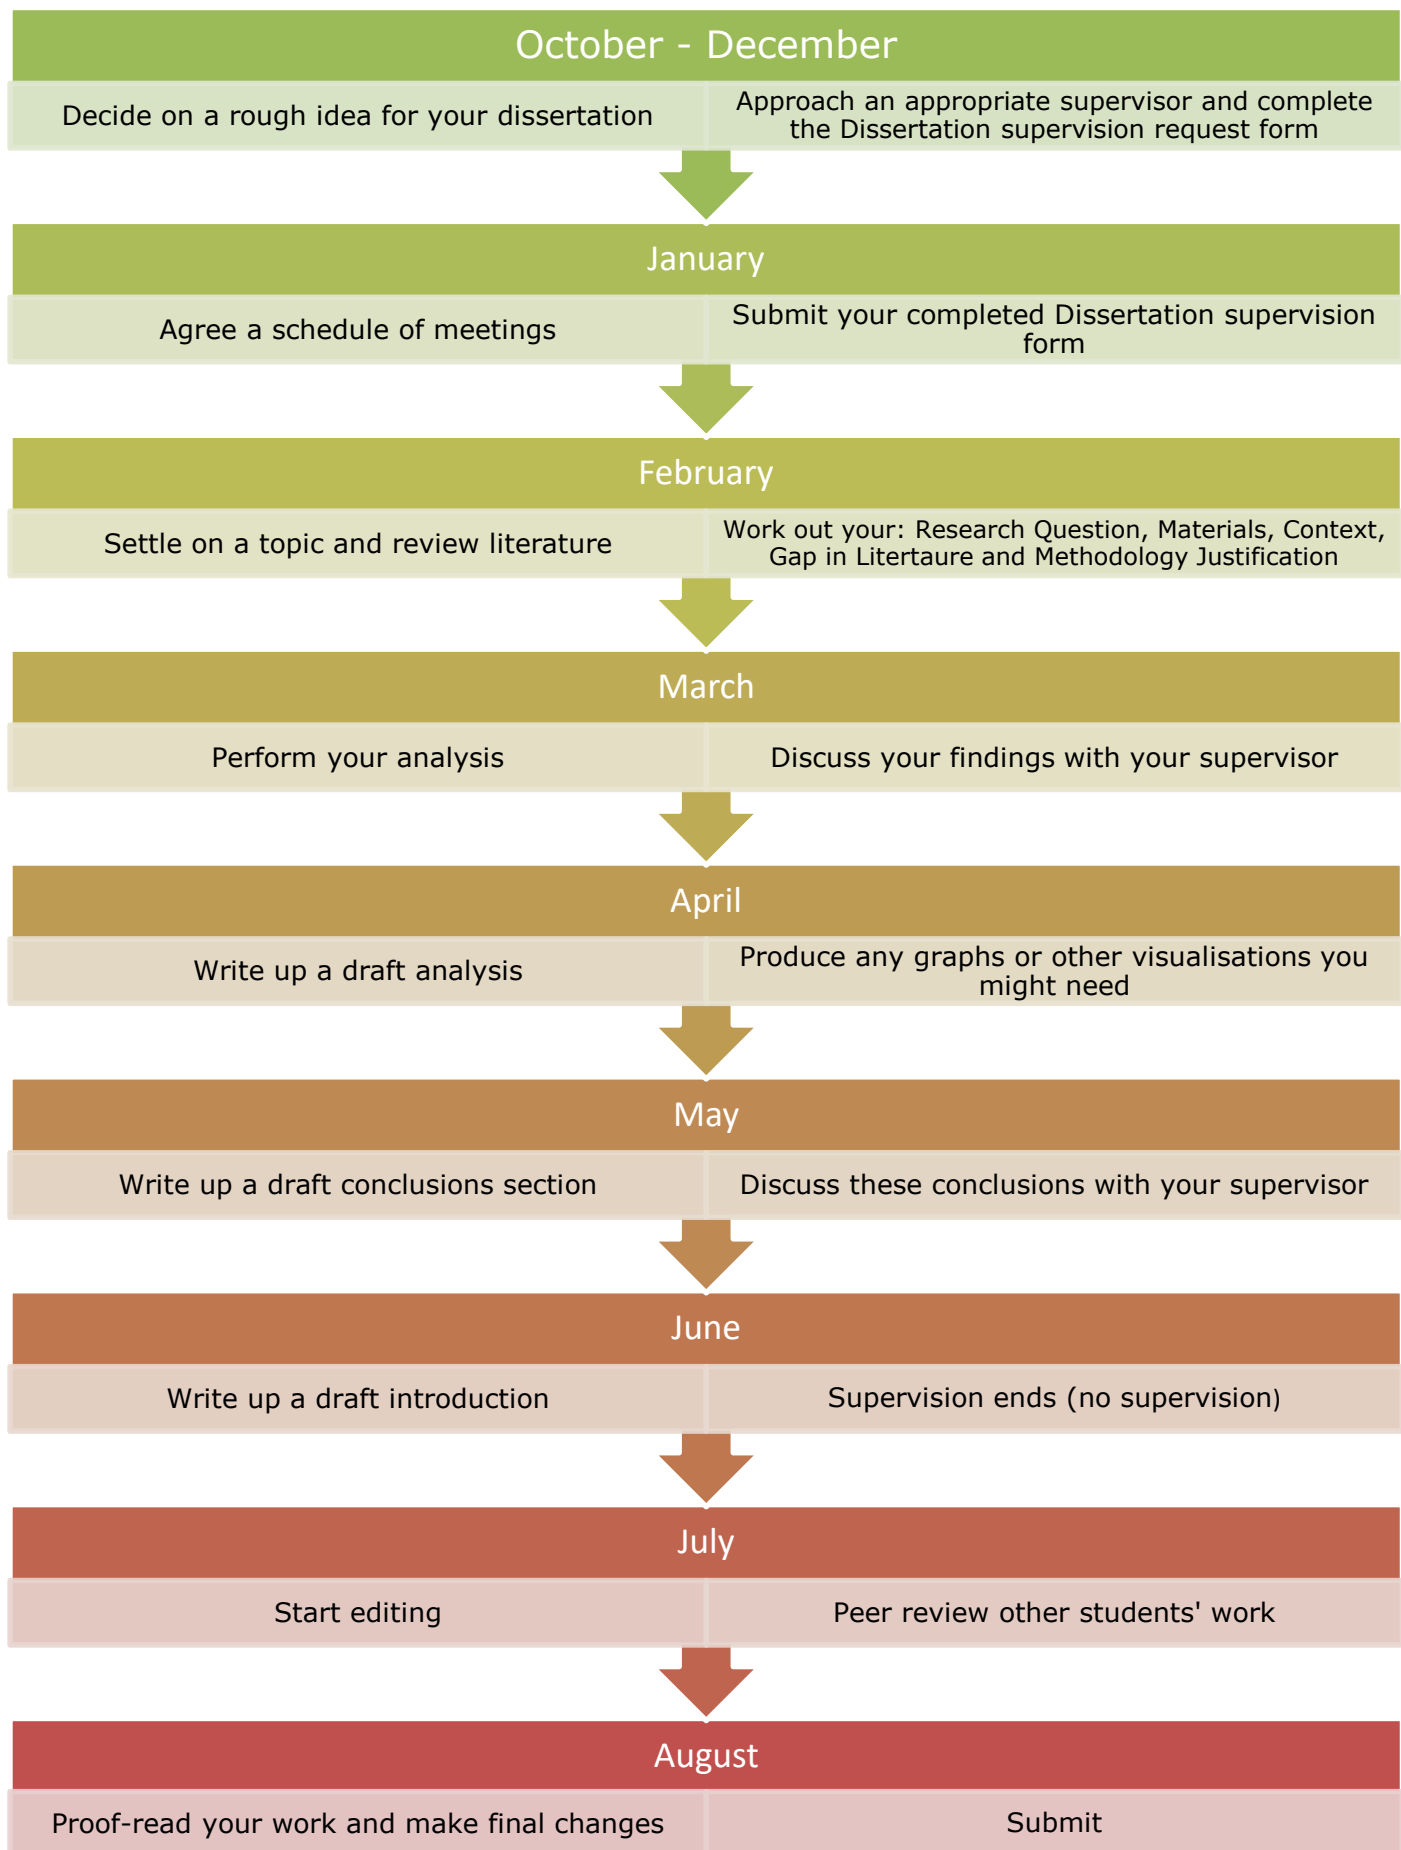 October - December
Decide on a rough idea for your dissertation
Approach an appropriate supervisor and complete
the Dissertation supervision request form
January
Agree a schedule of meetings
Submit your completed Dissertation supervision
form
February
Settle on a topic and review literature
Work out your: Research Question, Materials, Context,
Gap in Litertaure and Methodology Justification
March
Perform your analysis
Discuss your findings with your supervisor
April
Write up a draft analysis
Produce any graphs or other visualisations you
might need
May
Write up a draft conclusions section
Discuss these conclusions with your supervisor
June
Write up a draft introduction
Supervision ends (no supervision)
July
Start editing
Peer review other students' work
August
Proof-read your work and make final changes
Submit